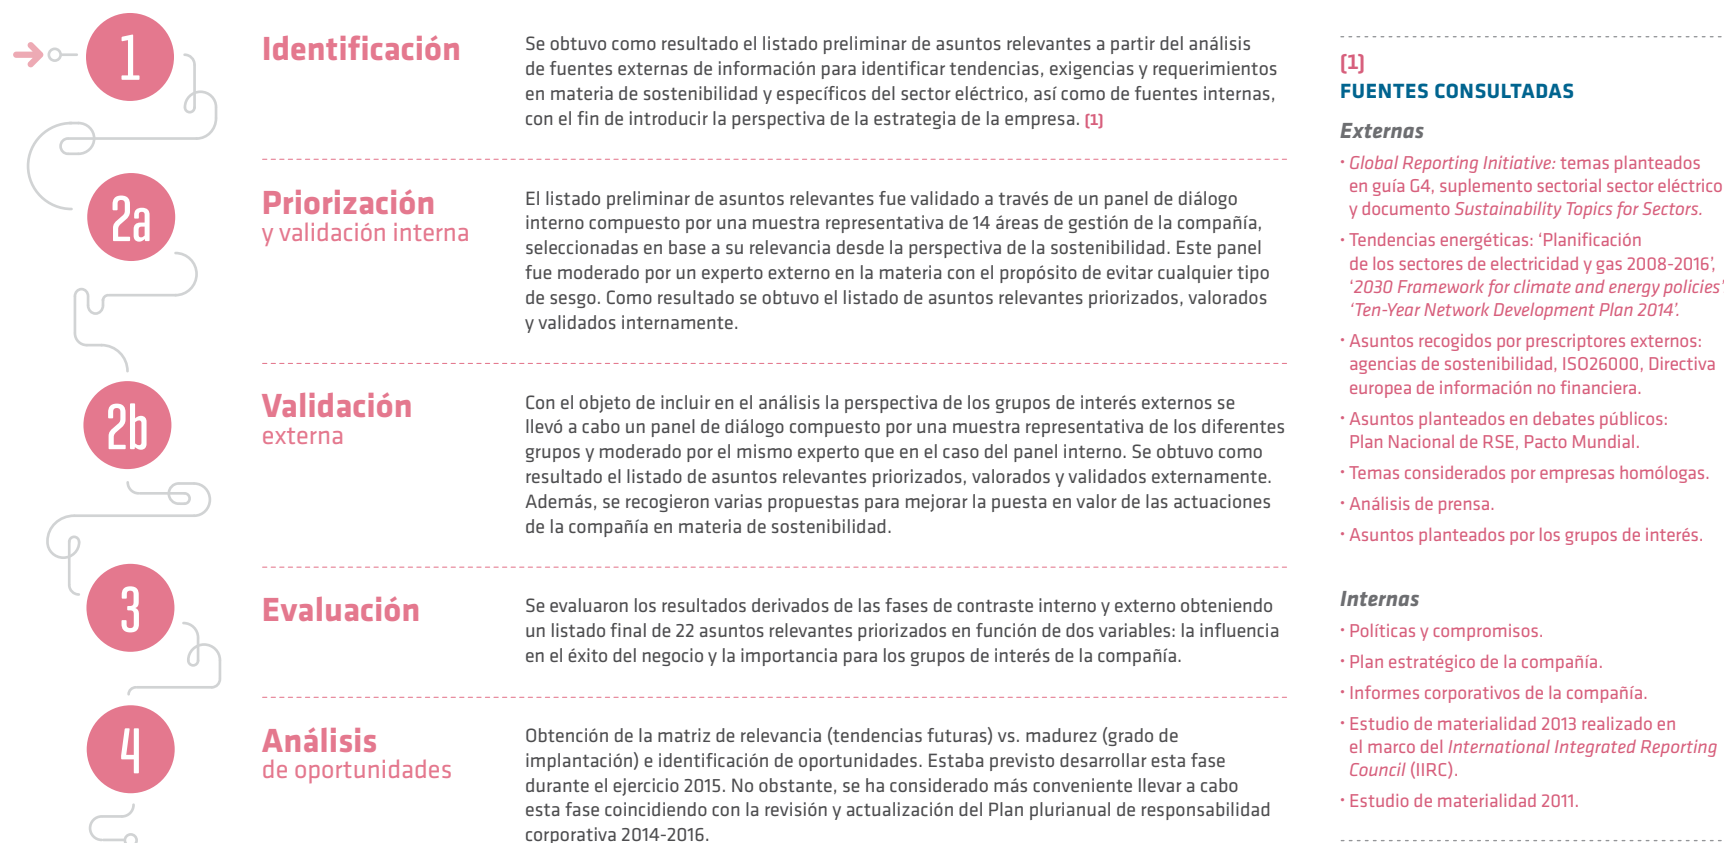 1
Identificación
Se obtuvo como resultado el listado preliminar de asuntos relevantes a partir del análisis
de fuentes externas de información para identificar tendencias, exigencias y requerimientos
en materia de sostenibilidad y específicos del sector eléctrico, así como de fuentes internas,
con el fin de introducir la perspectiva de la estrategia de la empresa. (1)
2a
Priorización
y validación interna
El listado preliminar de asuntos relevantes fue validado a través de un panel de diálogo
interno compuesto por una muestra representativa de 14 áreas de gestión de la compañía,
seleccionadas en base a su relevancia desde la perspectiva de la sostenibilidad. Este panel
fue moderado por un experto externo en la materia con el propósito de evitar cualquier tipo
de sesgo. Como resultado se obtuvo el listado de asuntos relevantes priorizados, valorados
y validados internamente.
2b
Validación
externa
Con el objeto de incluir en el análisis la perspectiva de los grupos de interés externos se
llevó a cabo un panel de diálogo compuesto por una muestra representativa de los diferentes
grupos y moderado por el mismo experto que en el caso del panel interno. Se obtuvo como
resultado el listado de asuntos relevantes priorizados, valorados y validados externamente.
Además, se recogieron varias propuestas para mejorar la puesta en valor de las actuaciones
de la compañía en materia de sostenibilidad.
3
Evaluación
Se evaluaron los resultados derivados de las fases de contraste interno y externo obteniendo
un listado final de 22 asuntos relevantes priorizados en función de dos variables: la influencia
en el éxito del negocio y la importancia para los grupos de interés de la compañía.
4
Análisis
de oportunidades
Obtención de la matriz de relevancia (tendencias futuras) vs. madurez (grado de
implantación) e identificación de oportunidades. Estaba previsto desarrollar esta fase
durante el ejercicio 2015. No obstante, se ha considerado más conveniente llevar a cabo
esta fase coincidiendo con la revisión y actualización del Plan plurianual de responsabilidad
corporativa 2014-2016.
(1)
FUENTES CONSULTADAS
Externas
· Global Reporting Initiative: temas planteados
en guía G4, suplemento sectorial sector eléctrico
y documento Sustainability Topics for Sectors.
· Tendencias energéticas: ‘Planificación
de los sectores de electricidad y gas 2008-2016’,
‘2030 Framework for climate and energy policies’
‘Ten-Year Network Development Plan 2014’.
· Asuntos recogidos por prescriptores externos:
agencias de sostenibilidad, ISO26000, Directiva
europea de información no financiera.
· Asuntos planteados en debates públicos:
Plan Nacional de RSE, Pacto Mundial.
· Temas considerados por empresas homólogas.
· Análisis de prensa.
· Asuntos planteados por los grupos de interés.
Internas
· Políticas y compromisos.
· Plan estratégico de la compañía.
· Informes corporativos de la compañía.
· Estudio de materialidad 2013 realizado en
el marco del International Integrated Reporting
Council (IIRC).
· Estudio de materialidad 2011.